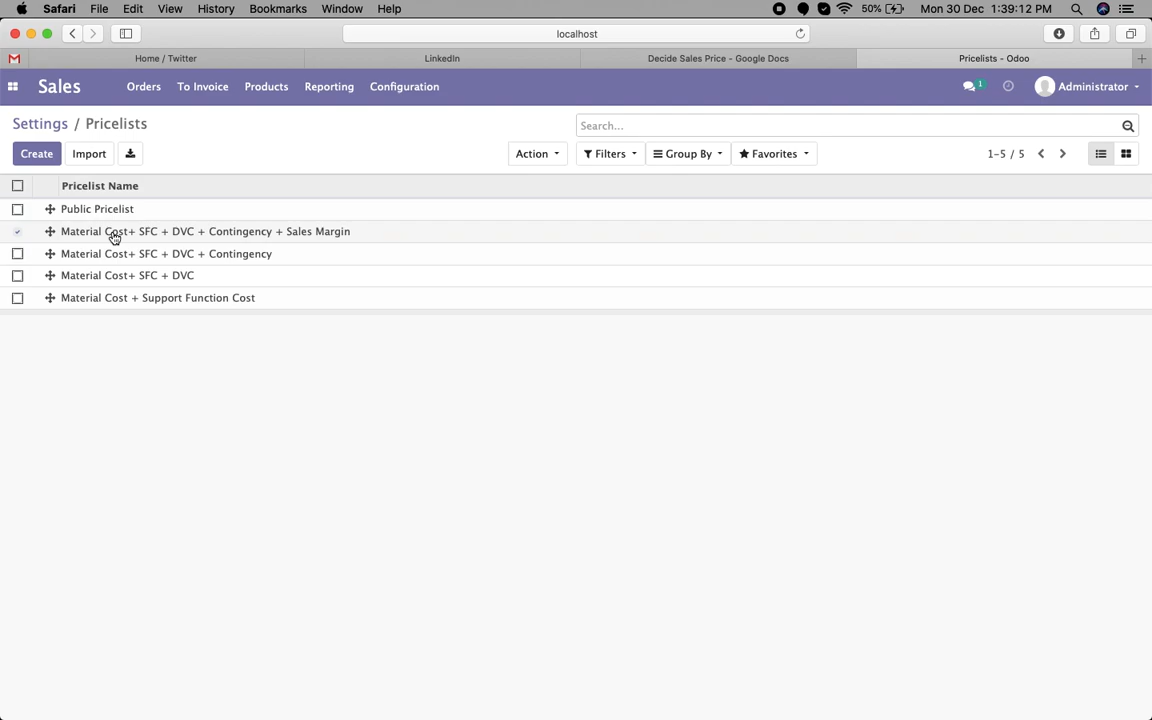 Safari File Edit View History Bookmarks Window Help 50% Mon 30 Dec 1:39:12 PM
localhost
Home / Twitter LinkedIn Decide Sales Price - Google Docs Pricelists - Odoo
Sales Orders To Invoice Products Reporting Configuration 1 Administrator
Settings / Pricelists Search...
Create Import Action Filters Group By Favorites 1-5 / 5
Pricelist Name
Public Pricelist
Material Cost+ SFC + DVC + Contingency + Sales Margin
Material Cost+ SFC + DVC + Contingency
Material Cost+ SFC + DVC
Material Cost + Support Function Cost